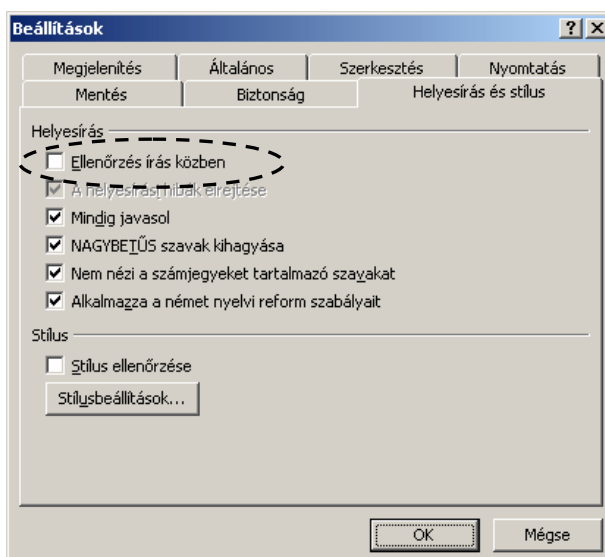 Beállítások
Megjelenítés Általános Szerkesztés Nyomtatás
Mentés Biztonság Helyesírás és stílus
Helyesírás
Ellenőrzés írás közben
A helyesírási hibák elrejtése
Mindig javasol
NAGYBETŰS szavak kihagyása
Nem nézi a számjegyeket tartalmazó szavakat
Alkalmazza a német nyelvi reform szabályait
Stílus
Stílus ellenőrzése
Stílusbeállítások...
OK Mégse